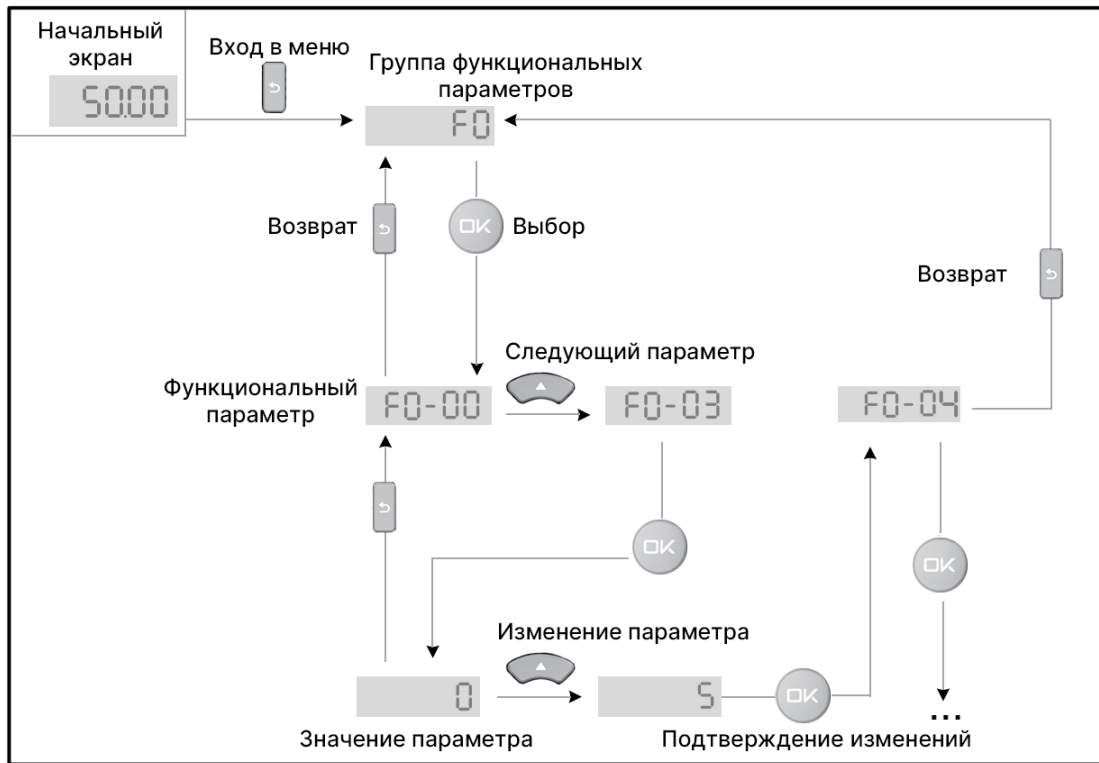 Начальный
экран
50.00
Вход в меню
Группа функциональных
параметров
F0
Возврат
OK
Выбор
Возврат
Функциональный
параметр
F0-00
Следующий параметр
F0-03
F0-04
OK
OK
Изменение параметра
0
5
OK
...
Значение параметра
Подтверждение изменений